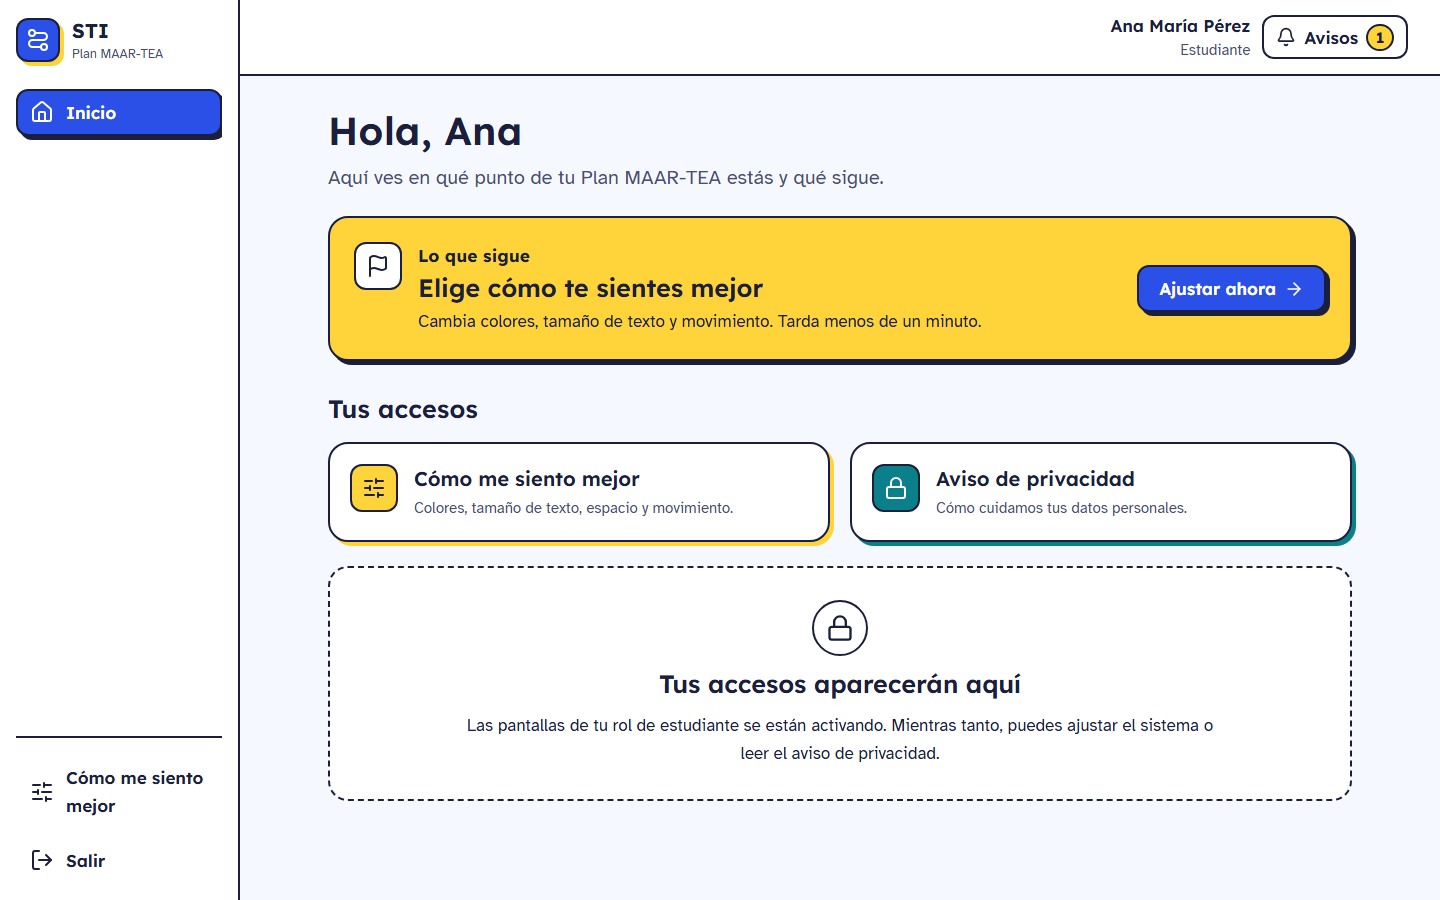 STI
Plan MAAR-TEA
Inicio
Cómo me siento
mejor
Salir
Ana María Pérez
Estudiante
Avisos 1
Hola, Ana
Aquí ves en qué punto de tu Plan MAAR-TEA estás y qué sigue.
Lo que sigue
Elige cómo te sientes mejor
Cambia colores, tamaño de texto y movimiento. Tarda menos de un minuto.
Ajustar ahora
Tus accesos
Cómo me siento mejor
Colores, tamaño de texto, espacio y movimiento.
Aviso de privacidad
Cómo cuidamos tus datos personales.
Tus accesos aparecerán aquí
Las pantallas de tu rol de estudiante se están activando. Mientras tanto, puedes ajustar el sistema o
leer el aviso de privacidad.